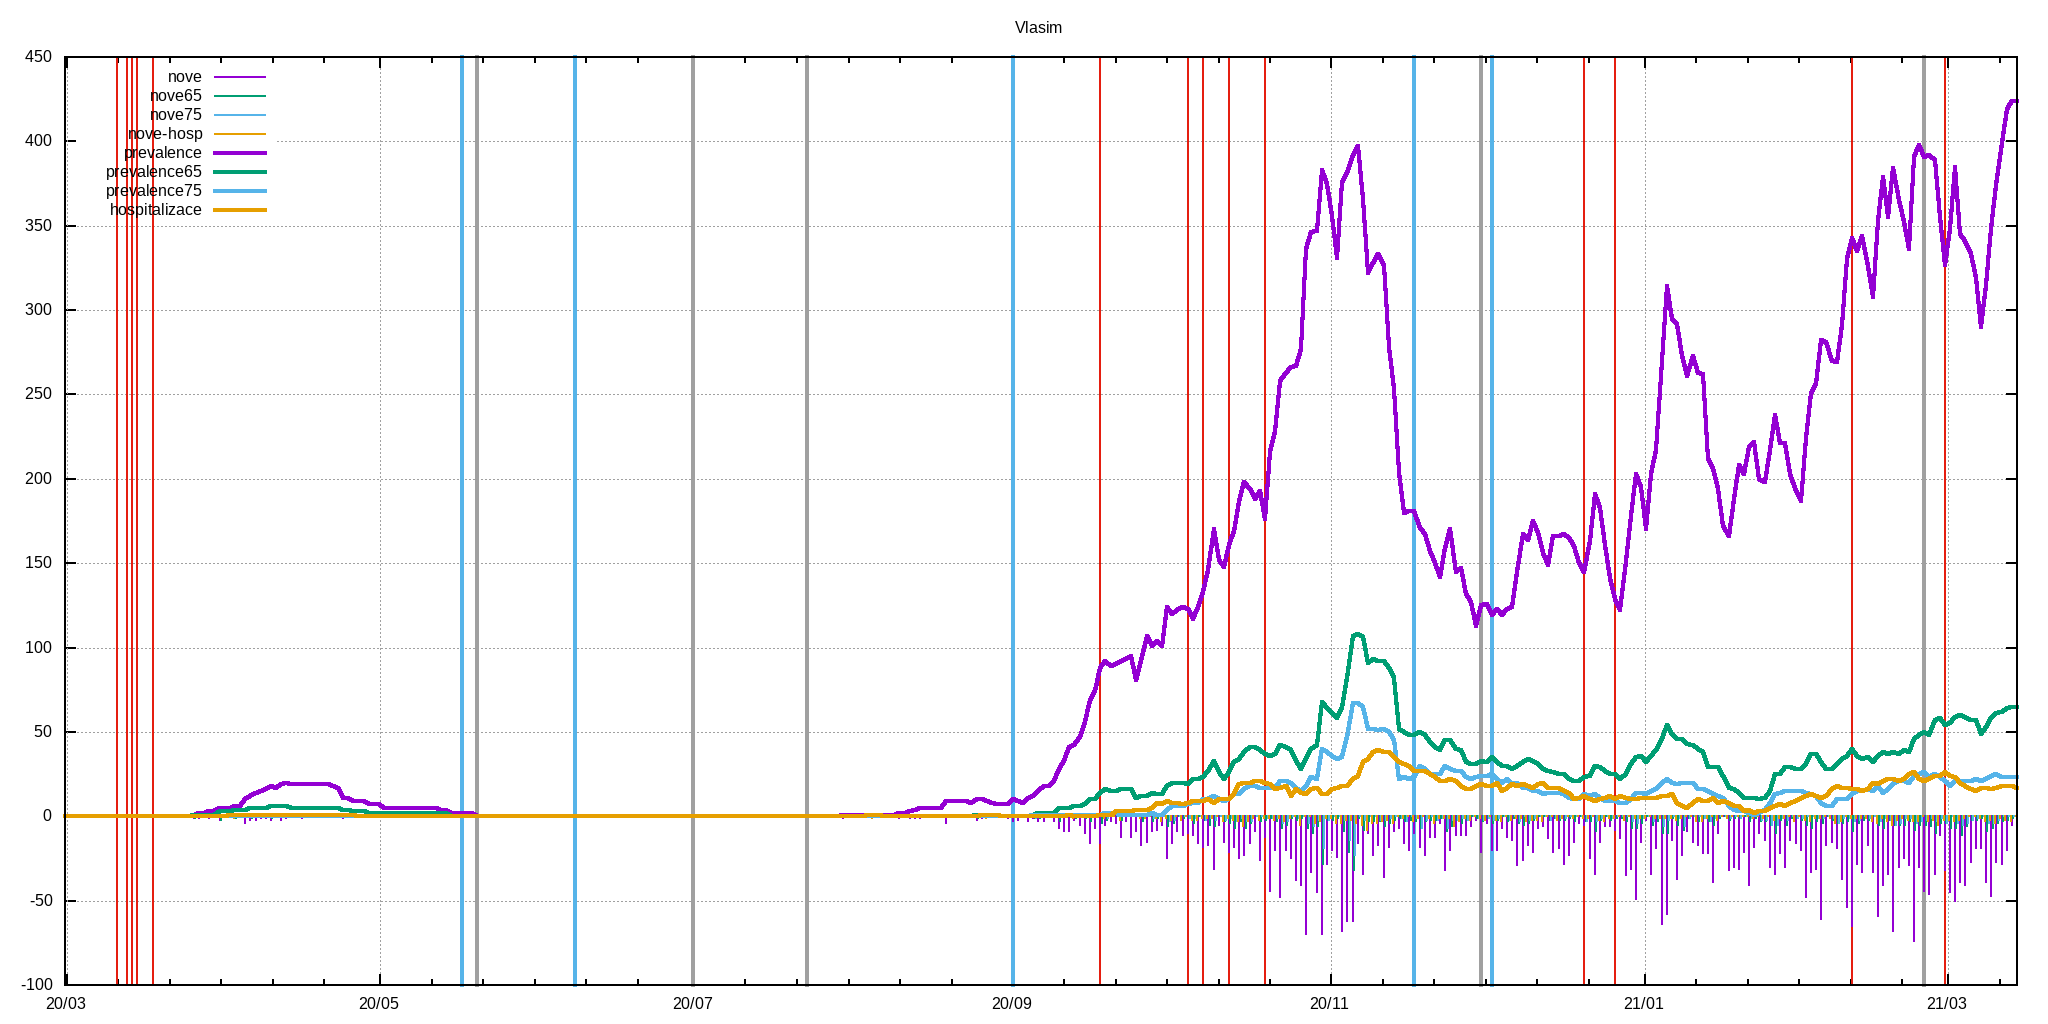 Vlasim
450
400
350
300
250
200
150
100
50
0
-50
-100
nove
nove65
nove75
nove-hosp
prevalence
prevalence65
prevalence75
hospitalizace
20/03 20/05 20/07 20/09 20/11 21/01 21/03